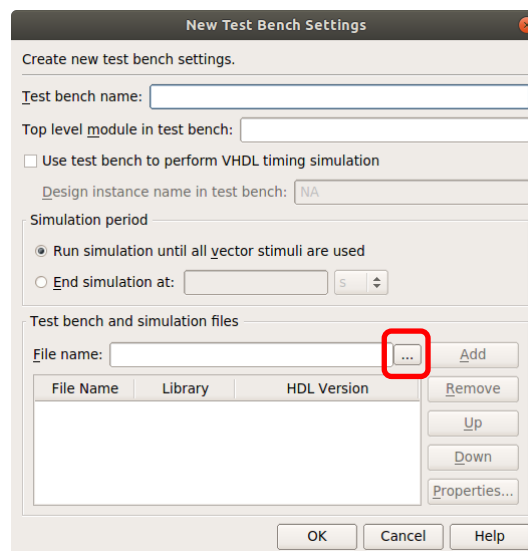 New Test Bench Settings
Create new test bench settings.
Test bench name:
Top level module in test bench:
Use test bench to perform VHDL timing simulation
Design instance name in test bench: NA
Simulation period
Run simulation until all vector stimuli are used
End simulation at: s
Test bench and simulation files
File name: ... Add
File Name Library HDL Version Remove
Up
Down
Properties...
OK Cancel Help